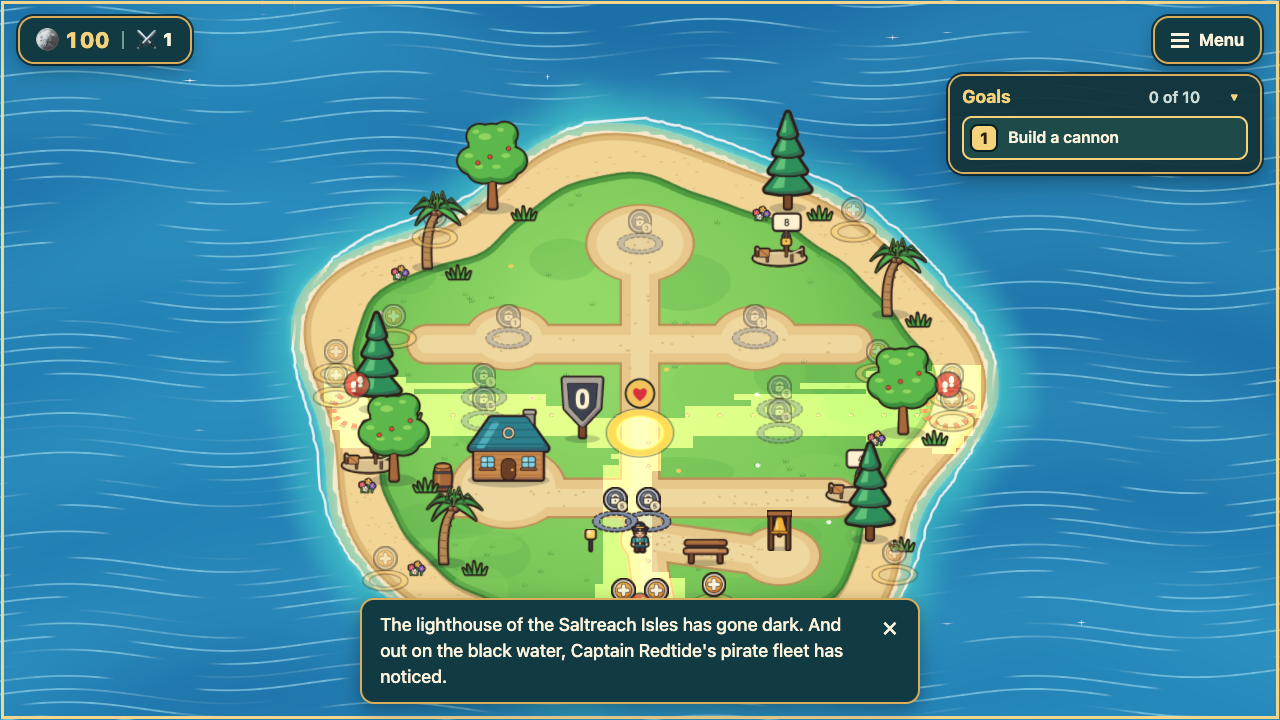 100 | 1
Menu
Goals
0 of 10
1 Build a cannon
8
0
The lighthouse of the Saltreach Isles has gone dark. And
out on the black water, Captain Redtide's pirate fleet has
noticed.